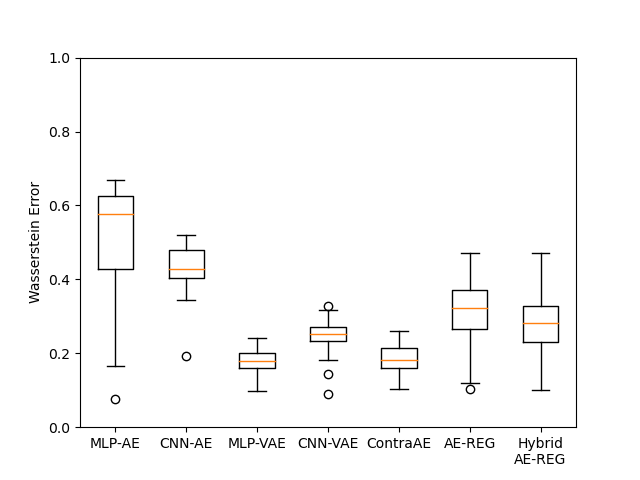 1.0
0.8
0.6
0.4
0.2
0.0
Wasserstein Error
MLP-AE
CNN-AE
MLP-VAE
CNN-VAE
ContraAE
AE-REG
Hybrid
AE-REG